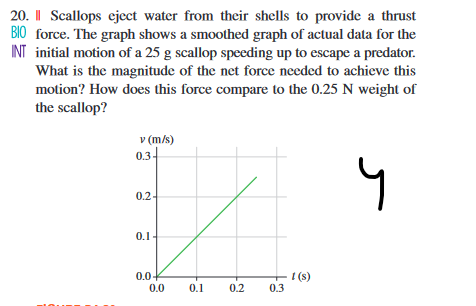 20. || Scallops eject water from their shells to provide a thrust
BIO force. The graph shows a smoothed graph of actual data for the
INT initial motion of a 25 g scallop speeding up to escape a predator.
What is the magnitude of the net force needed to achieve this
motion? How does this force compare to the 0.25 N weight of
the scallop?
v (m/s)
0.3
0.2
0.1
0.0
0.0 0.1 0.2 0.3 t (s)
4